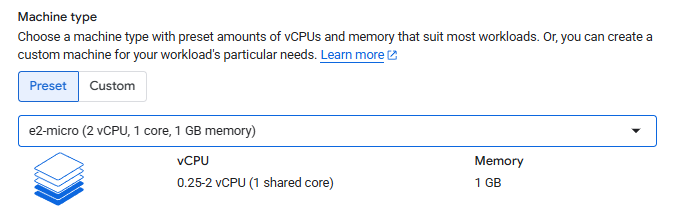 Machine type
Choose a machine type with preset amounts of vCPUs and memory that suit most workloads. Or, you can create a
custom machine for your workload's particular needs. Learn more
Preset Custom
e2-micro (2 vCPU, 1 core, 1 GB memory)
vCPU Memory
0.25-2 vCPU (1 shared core) 1 GB